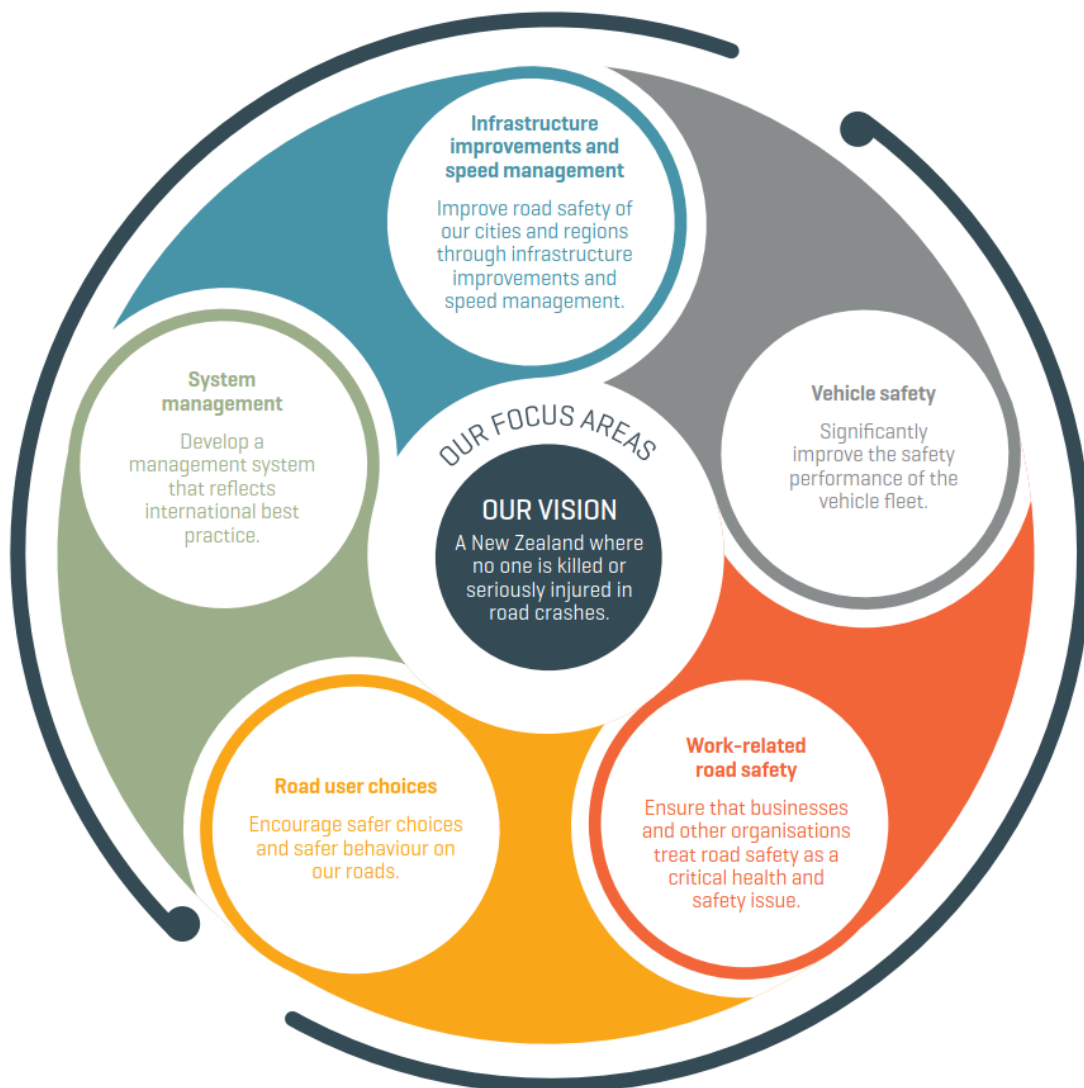 Infrastructure
improvements and
speed management
Improve road safety of
our cities and regions
through infrastructure
improvements and
speed management.
Vehicle safety
Significantly
improve the safety
performance of the
vehicle fleet.
Work-related
road safety
Ensure that businesses
and other organisations
treat road safety as a
critical health and
safety issue.
Road user choices
Encourage safer choices
and safer behaviour on
our roads.
System
management
Develop a
management system
that reflects
international best
practice.
OUR FOCUS AREAS
OUR VISION
A New Zealand where
no one is killed or
seriously injured in
road crashes.